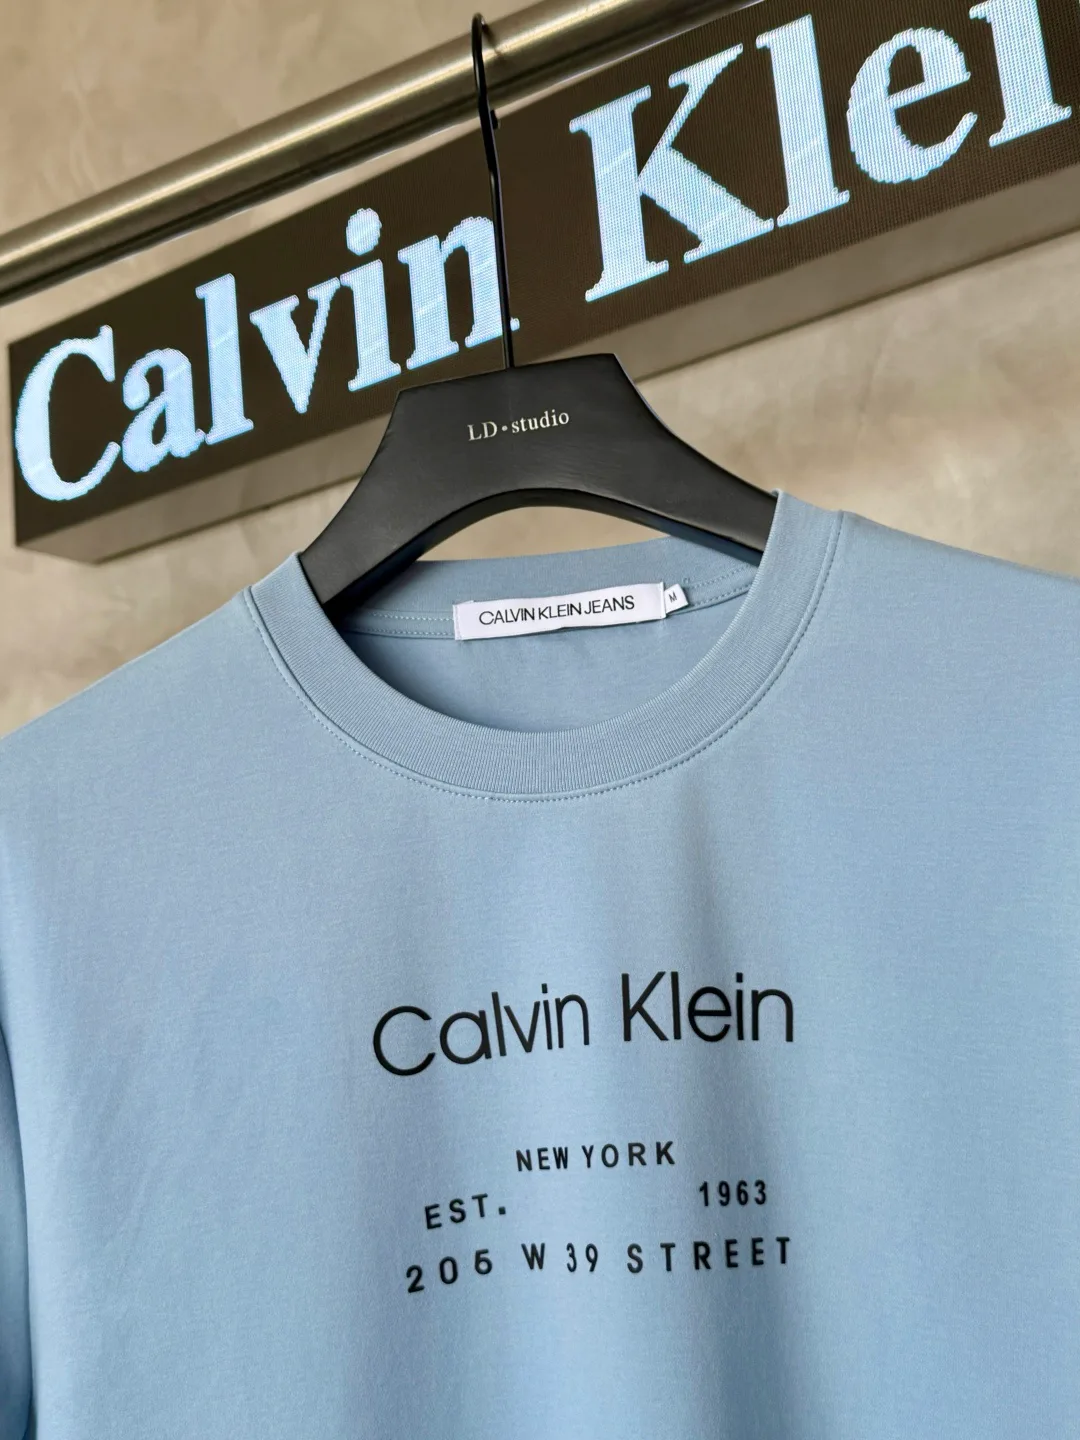 Calvin Klei
LD•studio
CALVIN KLEIN JEANS
M
Calvin Klein
NEW YORK
EST. 1963
205 W 39 STREET